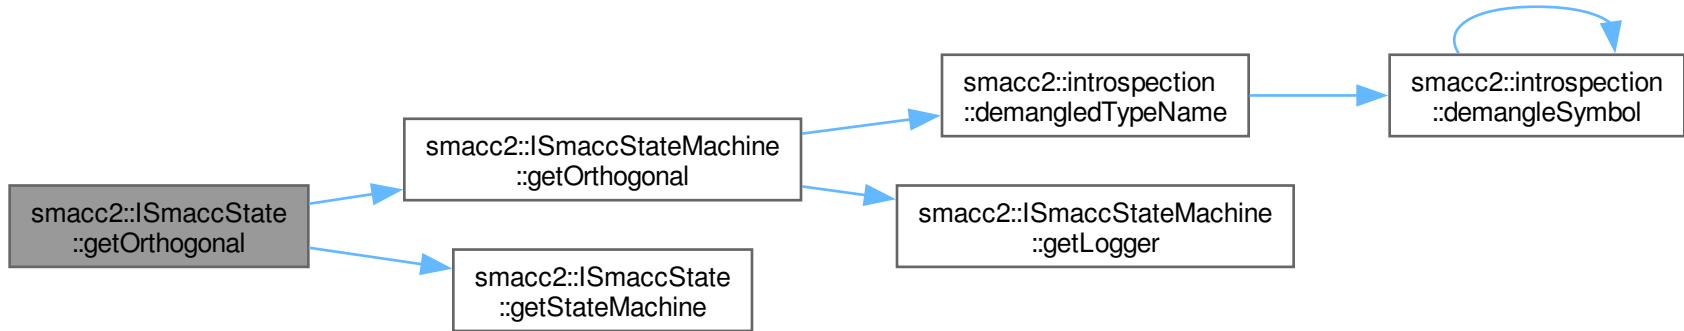 smacc2::ISmaccState
::getOrthogonal
smacc2::ISmaccStateMachine
::getOrthogonal
smacc2::ISmaccState
::getStateMachine
smacc2::introspection
::demangledTypeName
smacc2::ISmaccStateMachine
::getLogger
smacc2::introspection
::demangleSymbol